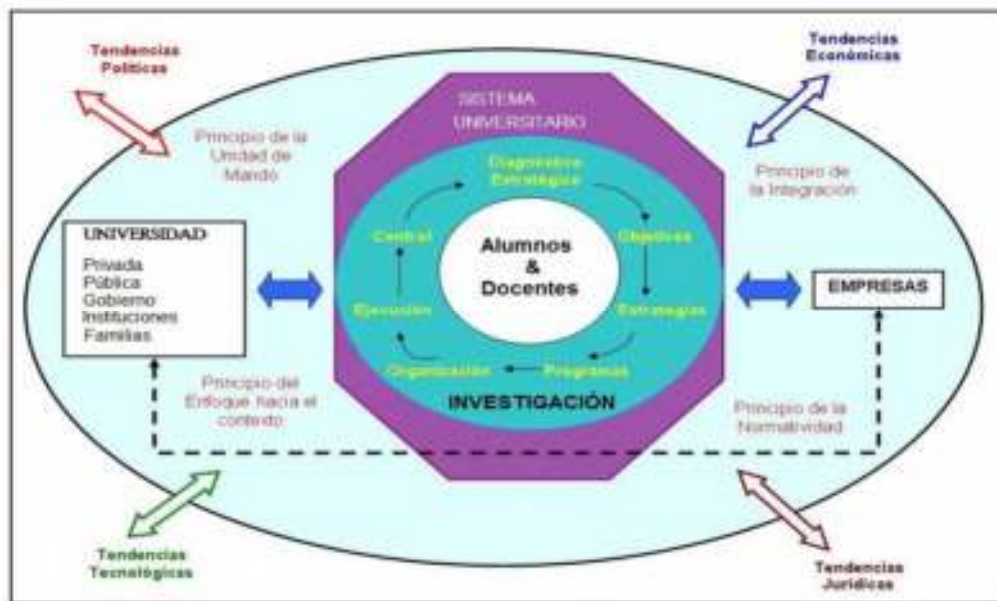 Tendencias
Políticas
Tendencias
Económicas
SISTEMA
UNIVERSITARIO
Principio de la
Unidad de
Mando
Principio de
la Integración
Diagnóstico
Estratégico
Control
Objetivos
Alumnos
&
Docentes
UNIVERSIDAD
Privada
Pública
Gobierno
Instituciones
Familias
EMPRESAS
Ejecución
Estrategias
Organización
Programas
INVESTIGACIÓN
Principio del
Enfoque hacia el
contexto
Principio de la
Normatividad
Tendencias
Tecnológicas
Tendencias
Jurídicas